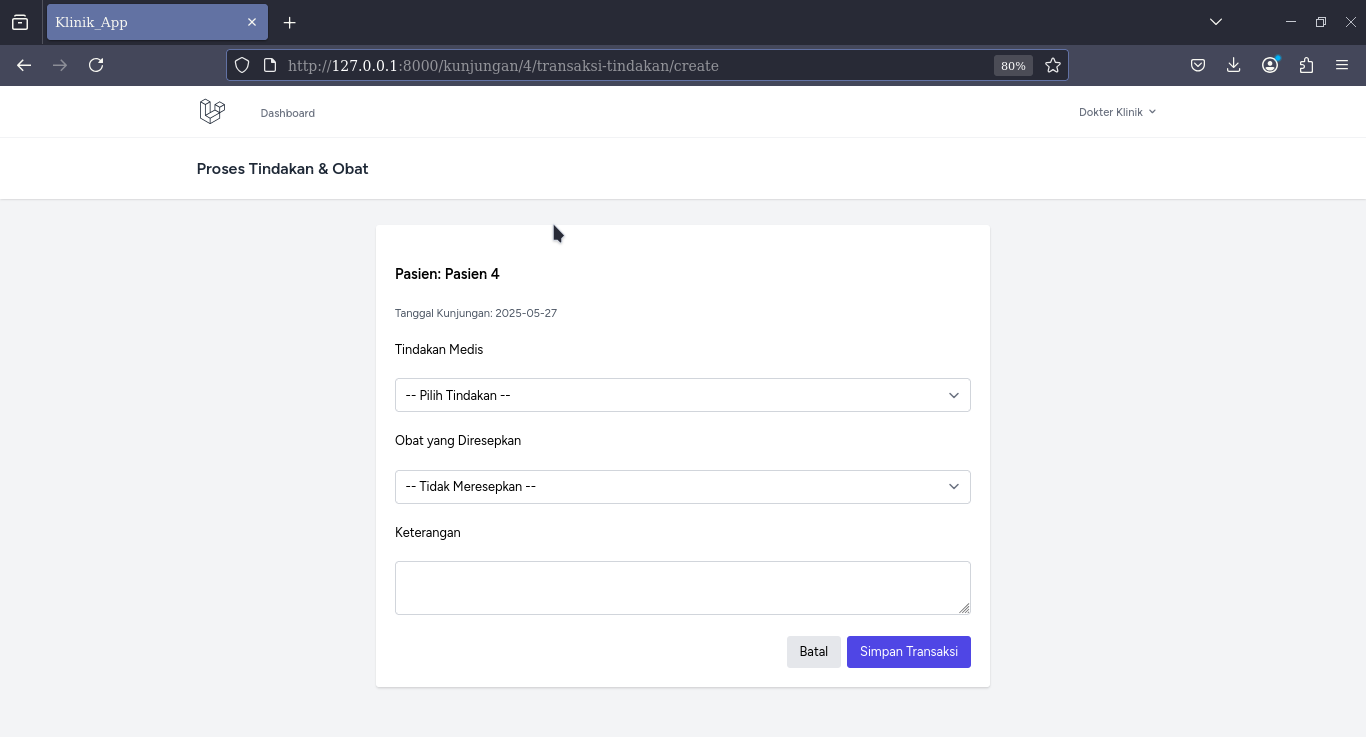 Klinik_App
http://127.0.0.1:8000/kunjungan/4/transaksi-tindakan/create
80%
Dashboard
Dokter Klinik
Proses Tindakan & Obat
Pasien: Pasien 4
Tanggal Kunjungan: 2025-05-27
Tindakan Medis
-- Pilih Tindakan --
Obat yang Diresepkan
-- Tidak Meresepkan --
Keterangan
Batal
Simpan Transaksi